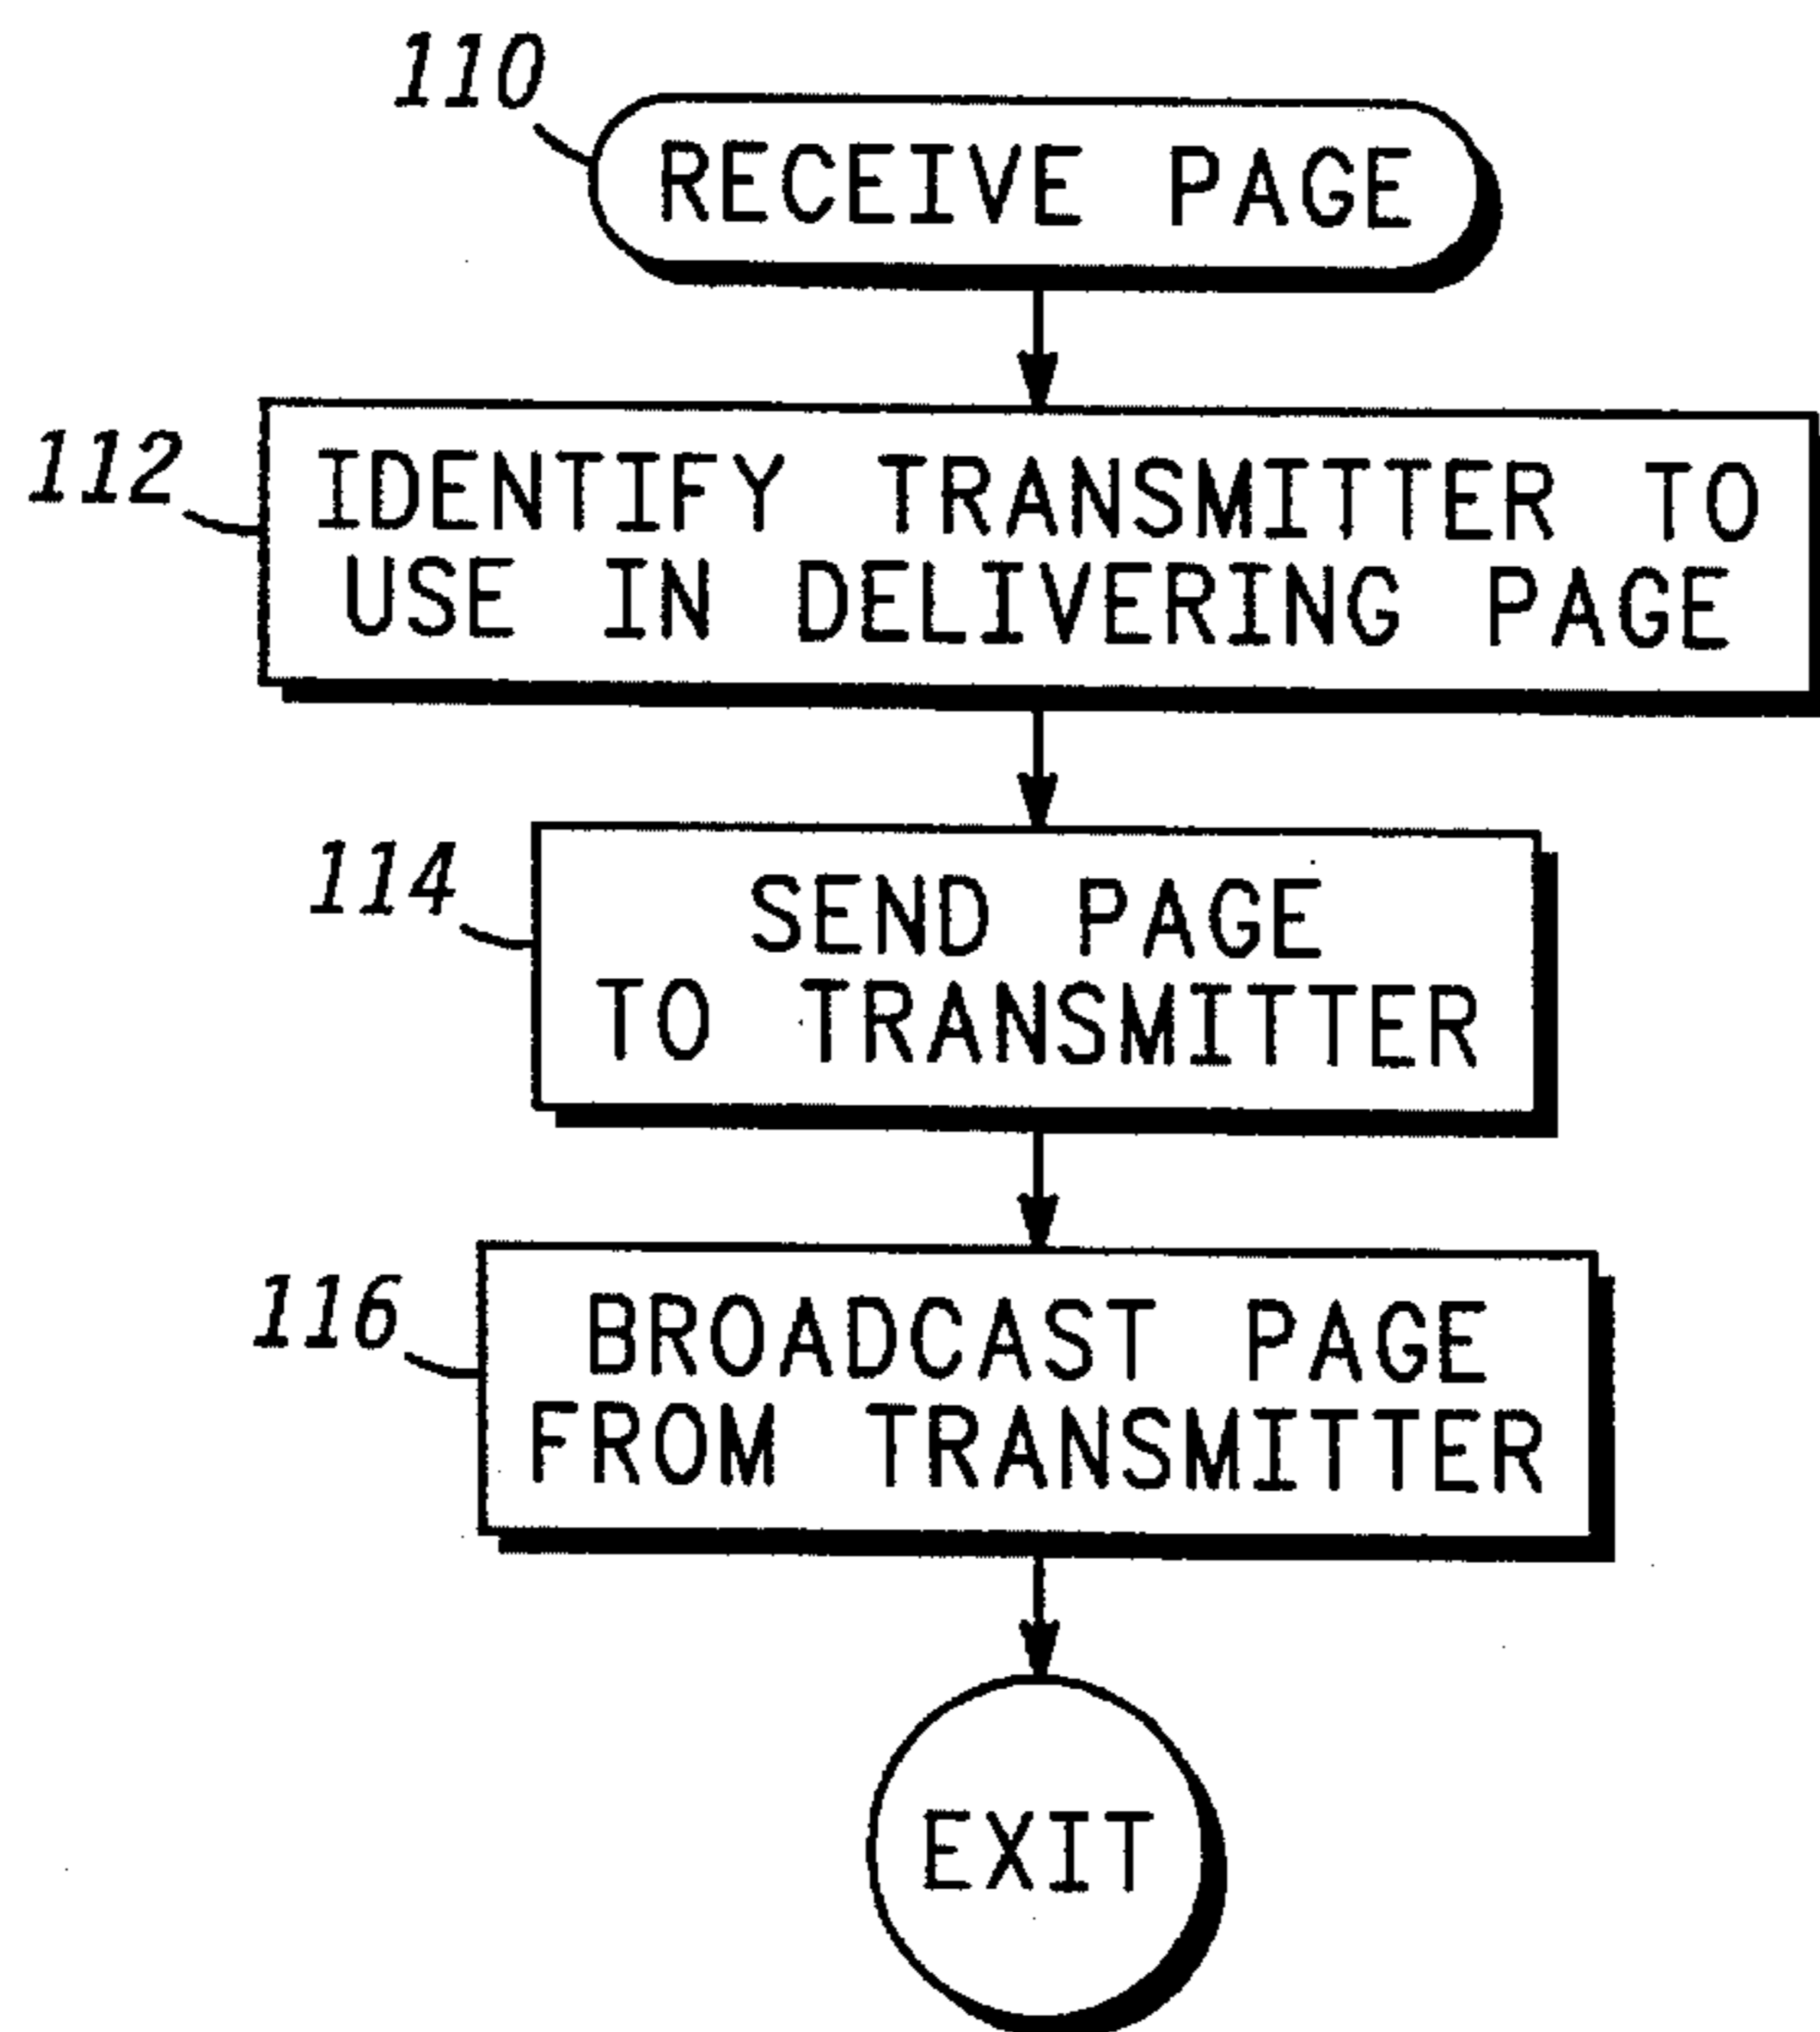 110
RECEIVE PAGE
112
IDENTIFY TRANSMITTER TO
USE IN DELIVERING PAGE
114
SEND PAGE
TO TRANSMITTER
116
BROADCAST PAGE
FROM TRANSMITTER
EXIT